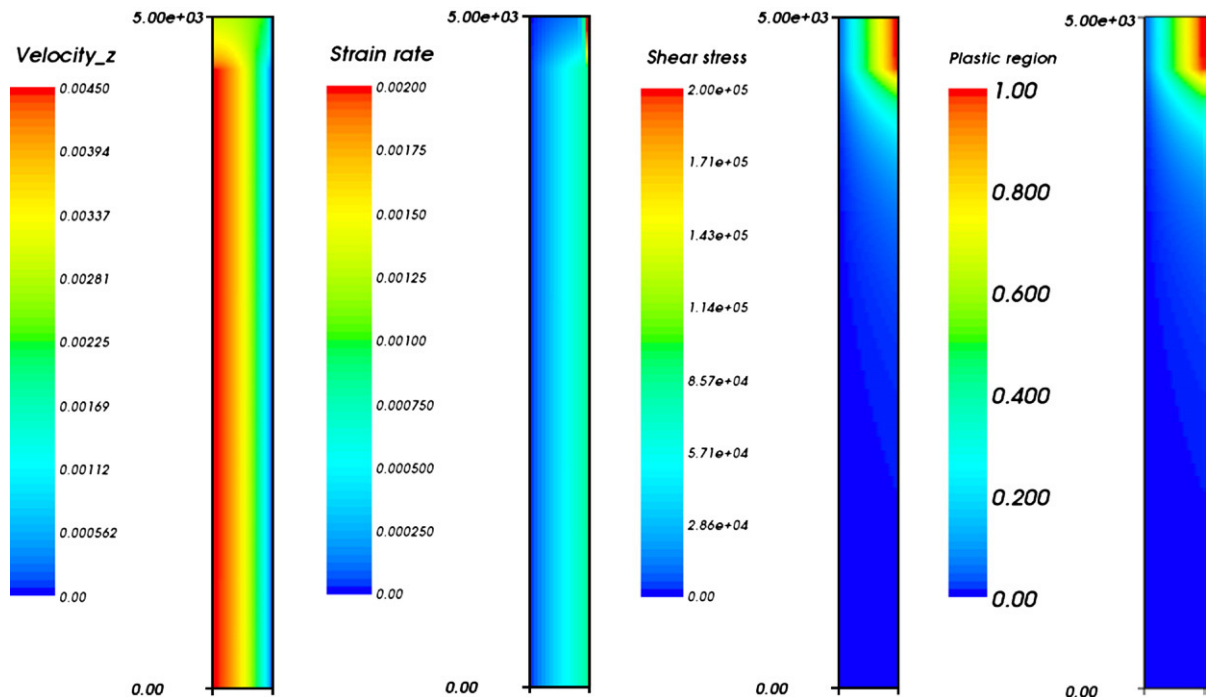 5.00e+03
Velocity_z
0.00450
0.00394
0.00337
0.00281
0.00225
0.00169
0.00112
0.000562
0.00
0.00
5.00e+03
Strain rate
0.00200
0.00175
0.00150
0.00125
0.00100
0.000750
0.000500
0.000250
0.00
0.00
5.00e+03
Shear stress
2.00e+05
1.71e+05
1.43e+05
1.14e+05
8.57e+04
5.71e+04
2.86e+04
0.00
0.00
5.00e+03
Plastic region
1.00
0.800
0.600
0.400
0.200
0.00
0.00